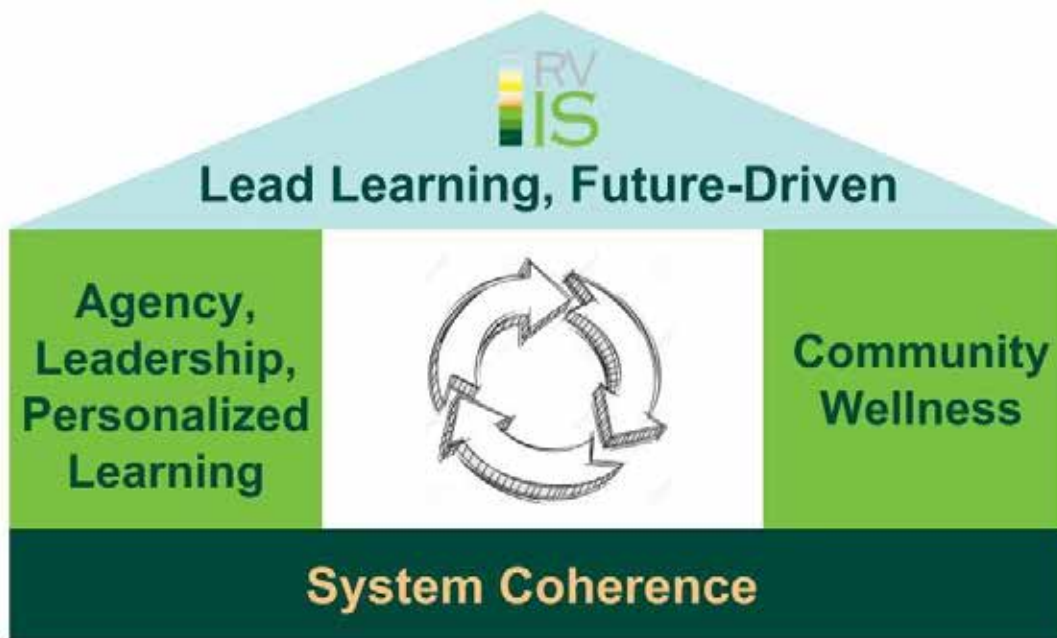 RV
IS
Lead Learning, Future-Driven
Agency,
Leadership,
Personalized
Learning
Community
Wellness
System Coherence